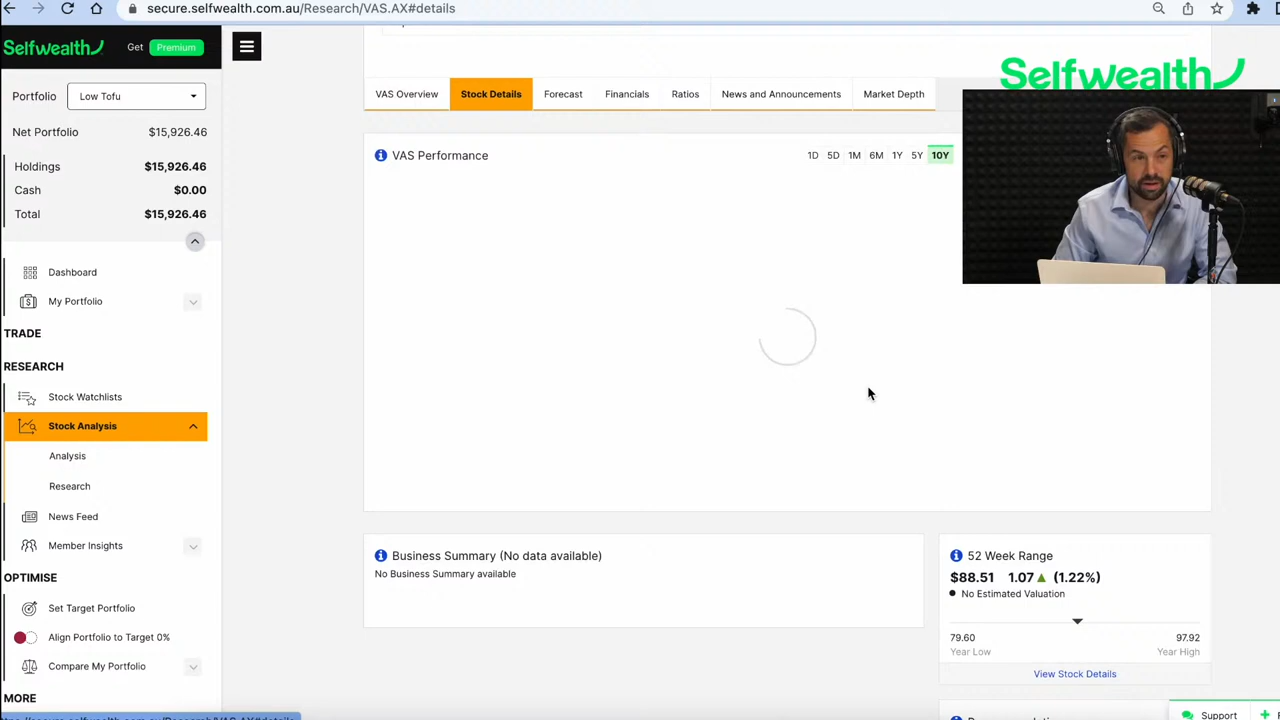 secure.selfwealth.com.au/Research/VAS.AX#details
Selfwealth
Get Premium
Portfolio Low Tofu
Net Portfolio $15,926.46
Holdings $15,926.46
Cash $0.00
Total $15,926.46
Dashboard
My Portfolio
TRADE
RESEARCH
Stock Watchlists
Stock Analysis
Analysis
Research
News Feed
Member Insights
OPTIMISE
Set Target Portfolio
Align Portfolio to Target 0%
Compare My Portfolio
MORE
VAS Overview Stock Details Forecast Financials Ratios News and Announcements Market Depth
Selfwealth
VAS Performance 1D 5D 1M 6M 1Y 5Y 10Y
Business Summary (No data available)
No Business Summary available
52 Week Range
$88.51 1.07 ▲ (1.22%)
No Estimated Valuation
79.60 97.92
Year Low Year High
View Stock Details
Support